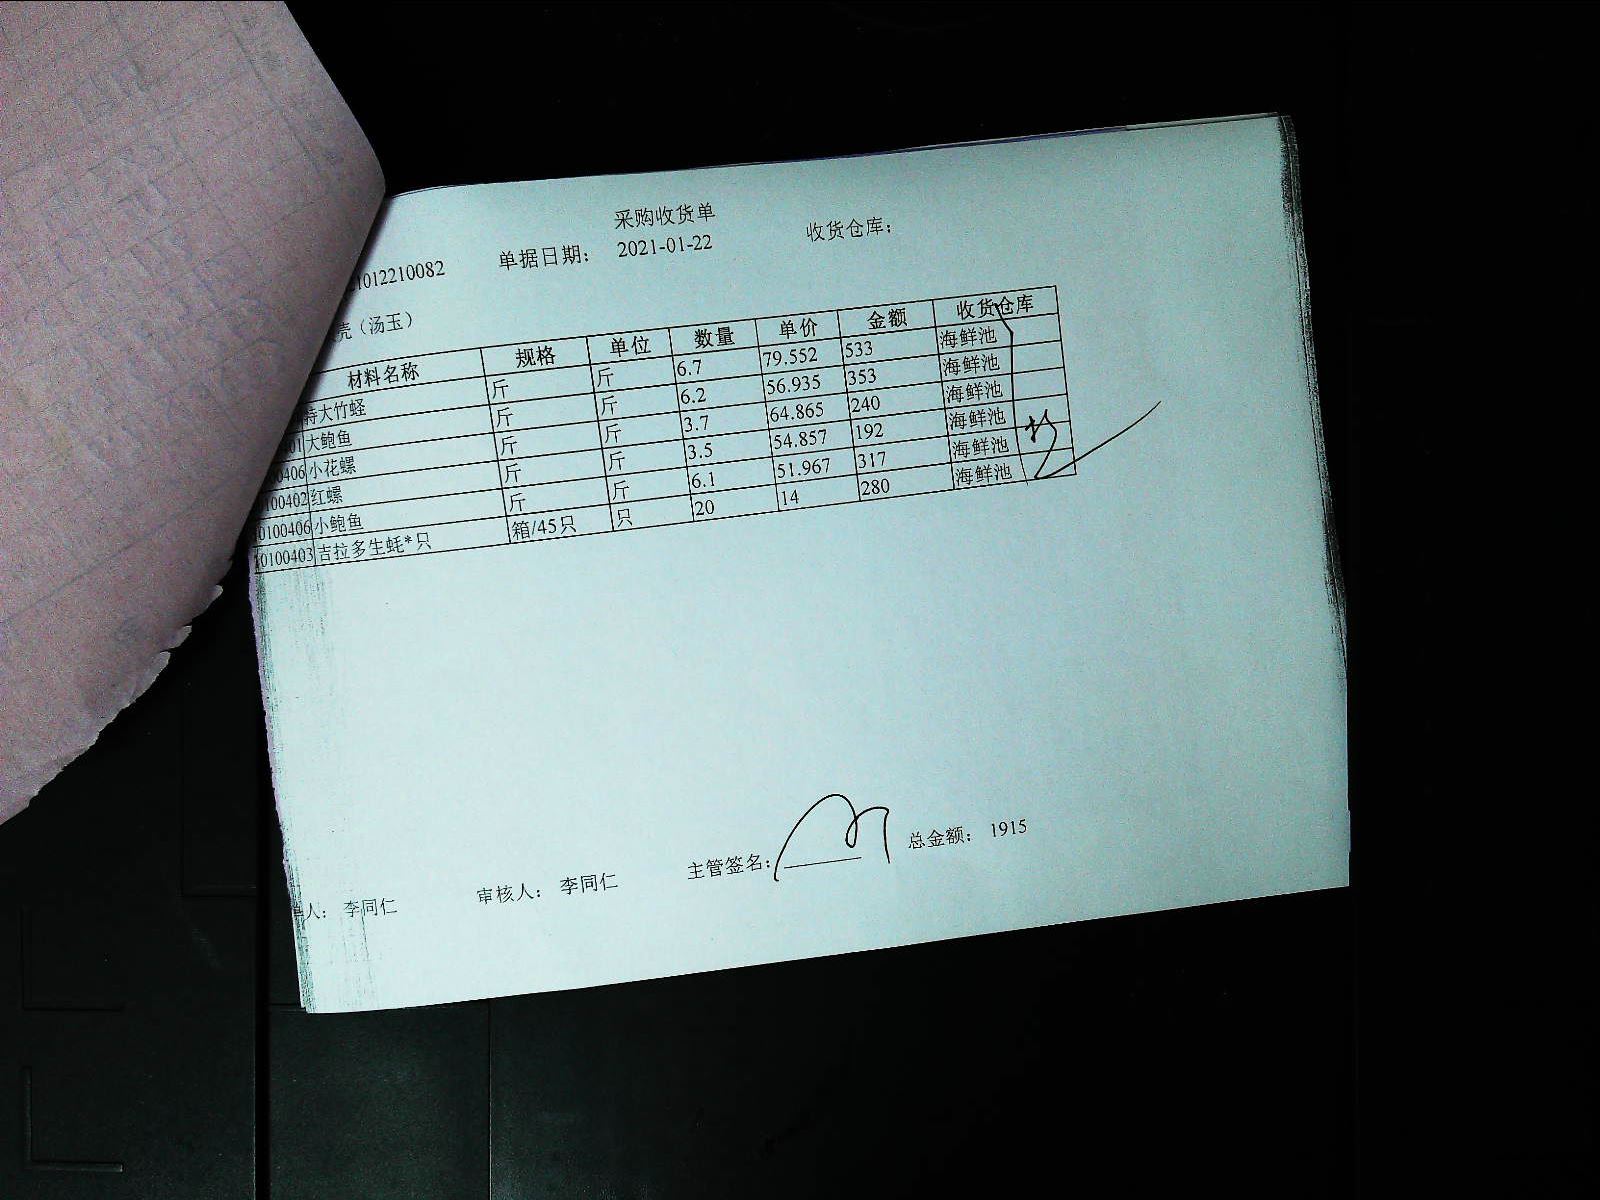 采购收货单
21012210082 单据日期: 2021-01-22 收货仓库:
壳（汤玉）
材料名称 规格 单位 数量 单价 金额 收货仓库
特大竹蛏 斤 斤 6.7 79.552 533 海鲜池
01 大鲍鱼 斤 斤 6.2 56.935 353 海鲜池
00406 小花螺 斤 斤 3.7 64.865 240 海鲜池
0100402 红螺 斤 斤 3.5 54.857 192 海鲜池
0100406 小鲍鱼 斤 斤 6.1 51.967 317 海鲜池
0100403 吉拉多生蚝*只 箱/45只 只 20 14 280 海鲜池
人: 李同仁 审核人: 李同仁 主管签名: 总金额: 1915